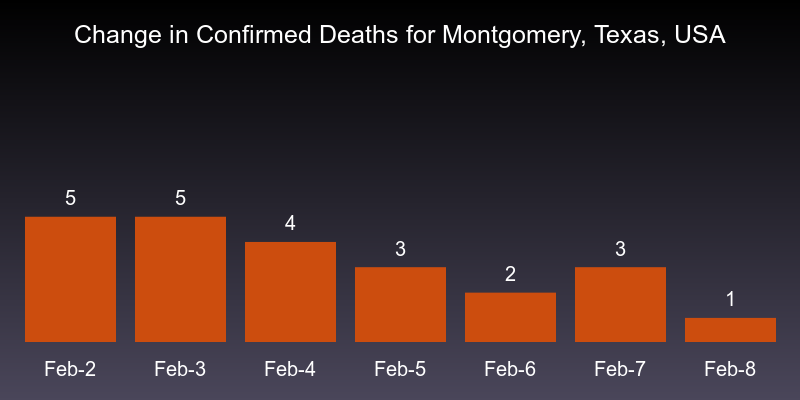 Change in Confirmed Deaths for Montgomery, Texas, USA
5 5 4 3 2 3 1
Feb-2 Feb-3 Feb-4 Feb-5 Feb-6 Feb-7 Feb-8